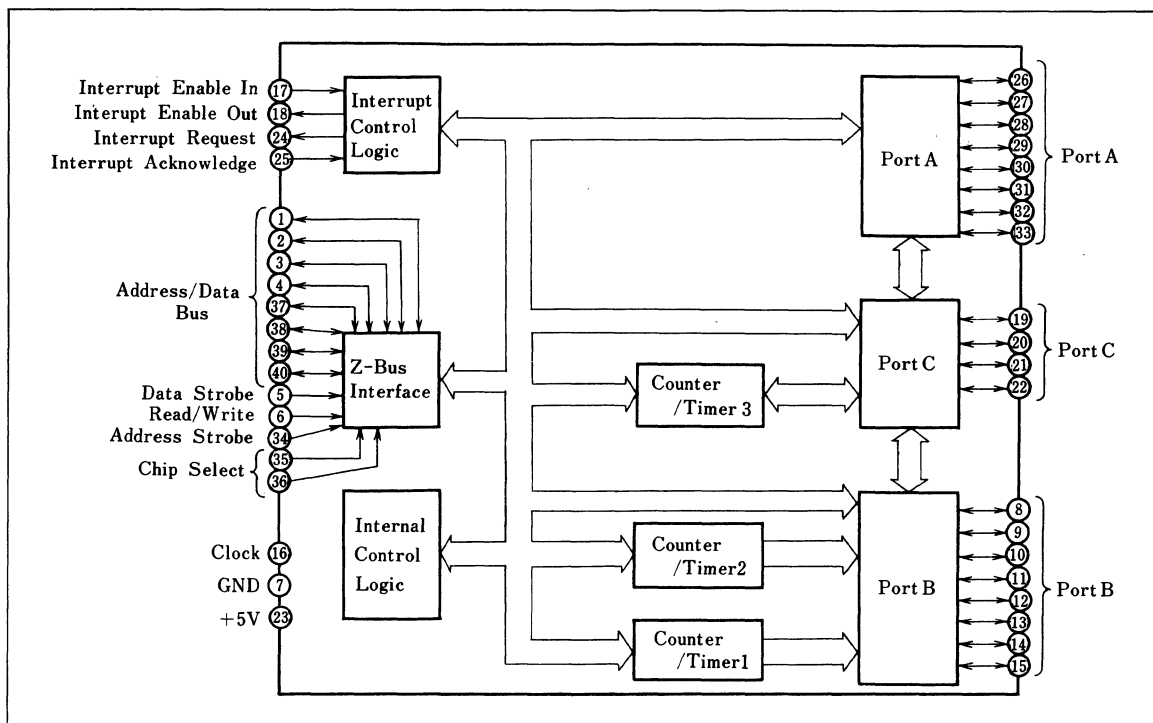 Interrupt Enable In 17
Interupt Enable Out 18
Interrupt Request 24
Interrupt Acknowledge 25
Interrupt
Control
Logic
1
2
3
4
37
38
39
40
Address/Data
Bus
Data Strobe 5
Read/Write 6
Address Strobe 34
Chip Select
35
36
Z-Bus
Interface
Clock 16
GND 7
+5V 23
Internal
Control
Logic
Counter
/Timer 3
Counter
/Timer2
Counter
/Timer1
Port A
26
27
28
29
30
31
32
33
Port A
Port C
19
20
21
22
Port C
Port B
8
9
10
11
12
13
14
15
Port B